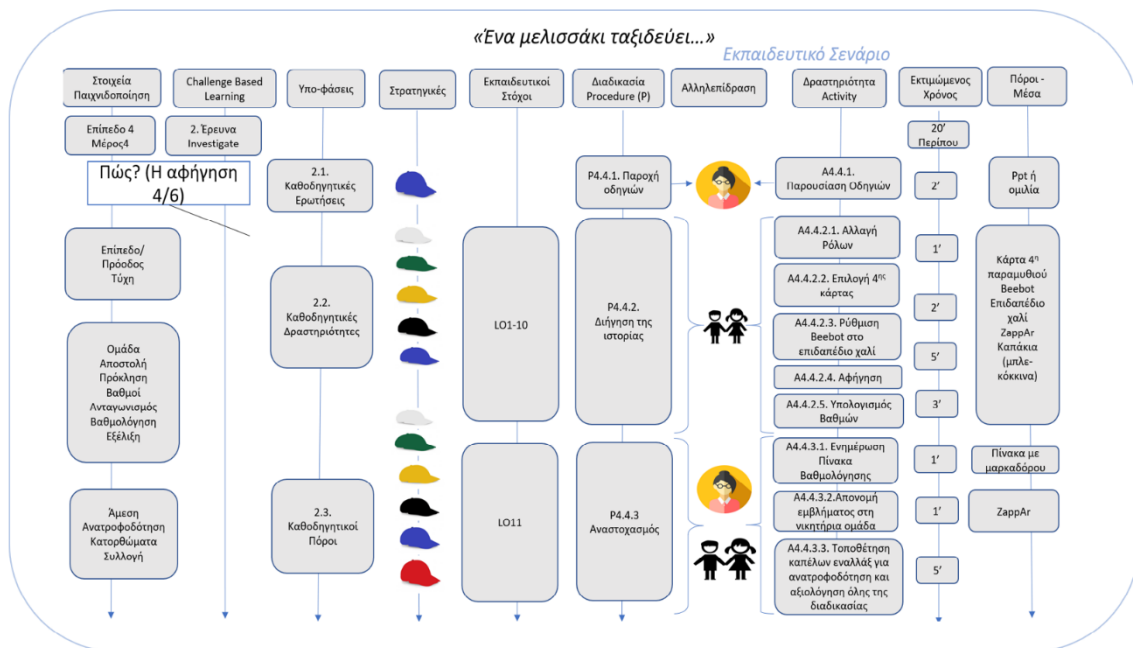 «Ένα μελισσάκι ταξιδεύει...»
Εκπαιδευτικό Σενάριο
Στοιχεία
Παιχνιδοποίηση
Challenge Based
Learning
Υπο-φάσεις
Στρατηγικές
Εκπαιδευτικοί
Στόχοι
Διαδικασία
Procedure (P)
Αλληλεπίδραση
Δραστηριότητα
Activity
Εκτιμώμενος
Χρόνος
Πόροι -
Μέσα
Επίπεδο 4
Μέρος4
2. Έρευνα
Investigate
20'
Περίπου
Πώς? (Η αφήγηση
4/6)
2.1.
Καθοδηγητικές
Ερωτήσεις
P4.4.1. Παροχή
οδηγιών
A4.4.1.
Παρουσίαση Οδηγιών
2'
Ppt ή
ομιλία
Επίπεδο/
Πρόοδος
Τύχη
2.2.
Καθοδηγητικές
Δραστηριότητες
LO1-10
P4.4.2.
Διήγηση της
ιστορίας
A4.4.2.1. Αλλαγή
Ρόλων
1'
A4.4.2.2. Επιλογή 4ης
κάρτας
2'
A4.4.2.3. Ρύθμιση
Beebot στο
επιδαπέδιο χαλί
5'
A4.4.2.4. Αφήγηση
A4.4.2.5. Υπολογισμός
Βαθμών
3'
Κάρτα 4η
παραμυθιού
Beebot
Επιδαπέδιο
χαλί
ZappAr
Καπάκια
(μπλε-
κόκκινα)
Ομάδα
Αποστολή
Πρόκληση
Βαθμοί
Ανταγωνισμός
Βαθμολόγηση
Εξέλιξη
Άμεση
Ανατροφοδότηση
Κατορθώματα
Συλλογή
2.3.
Καθοδηγητικοί
Πόροι
LO11
P4.4.3
Αναστοχασμός
A4.4.3.1. Ενημέρωση
Πίνακα
Βαθμολόγησης
1'
Πίνακα με
μαρκαδόρου
A4.4.3.2.Απονομή
εμβλήματος στη
νικητήρια ομάδα
1'
ZappAr
A4.4.3.3. Τοποθέτηση
καπέλων εναλλάξ για
ανατροφοδότηση και
αξιολόγηση όλης της
διαδικασίας
5'